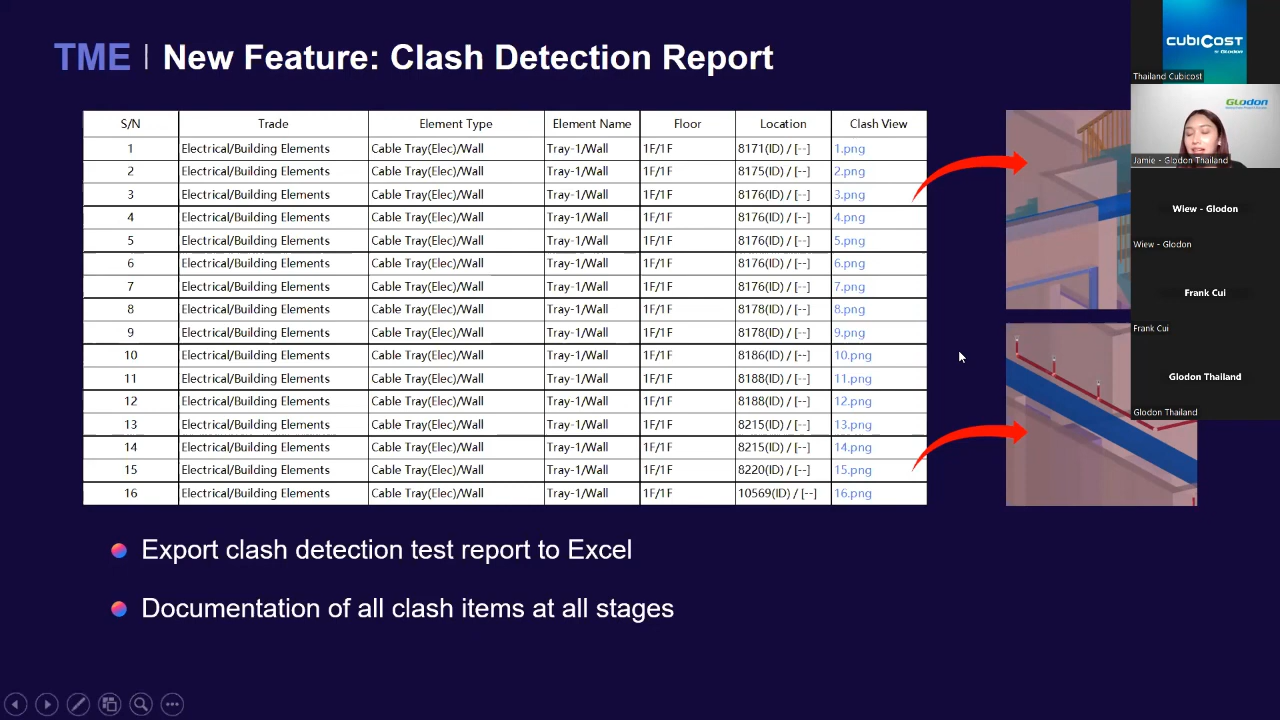 TME | New Feature: Clash Detection Report
S/N Trade Element Type Element Name Floor Location Clash View
1 Electrical/Building Elements Cable Tray(Elec)/Wall Tray-1/Wall 1F/1F 8171(ID) / [--] 1.png
2 Electrical/Building Elements Cable Tray(Elec)/Wall Tray-1/Wall 1F/1F 8175(ID) / [--] 2.png
3 Electrical/Building Elements Cable Tray(Elec)/Wall Tray-1/Wall 1F/1F 8176(ID) / [--] 3.png
4 Electrical/Building Elements Cable Tray(Elec)/Wall Tray-1/Wall 1F/1F 8176(ID) / [--] 4.png
5 Electrical/Building Elements Cable Tray(Elec)/Wall Tray-1/Wall 1F/1F 8176(ID) / [--] 5.png
6 Electrical/Building Elements Cable Tray(Elec)/Wall Tray-1/Wall 1F/1F 8176(ID) / [--] 6.png
7 Electrical/Building Elements Cable Tray(Elec)/Wall Tray-1/Wall 1F/1F 8176(ID) / [--] 7.png
8 Electrical/Building Elements Cable Tray(Elec)/Wall Tray-1/Wall 1F/1F 8178(ID) / [--] 8.png
9 Electrical/Building Elements Cable Tray(Elec)/Wall Tray-1/Wall 1F/1F 8178(ID) / [--] 9.png
10 Electrical/Building Elements Cable Tray(Elec)/Wall Tray-1/Wall 1F/1F 8186(ID) / [--] 10.png
11 Electrical/Building Elements Cable Tray(Elec)/Wall Tray-1/Wall 1F/1F 8188(ID) / [--] 11.png
12 Electrical/Building Elements Cable Tray(Elec)/Wall Tray-1/Wall 1F/1F 8188(ID) / [--] 12.png
13 Electrical/Building Elements Cable Tray(Elec)/Wall Tray-1/Wall 1F/1F 8215(ID) / [--] 13.png
14 Electrical/Building Elements Cable Tray(Elec)/Wall Tray-1/Wall 1F/1F 8215(ID) / [--] 14.png
15 Electrical/Building Elements Cable Tray(Elec)/Wall Tray-1/Wall 1F/1F 8220(ID) / [--] 15.png
16 Electrical/Building Elements Cable Tray(Elec)/Wall Tray-1/Wall 1F/1F 10569(ID) / [--] 16.png
Export clash detection test report to Excel
Documentation of all clash items at all stages
CUBICOST
by GLODON
Thailand Cubicost
GLODON
Jamie - Glodon Thailand
Wiew - Glodon
Wiew - Glodon
Frank Cui
Frank Cui
Glodon Thailand
Glodon Thailand